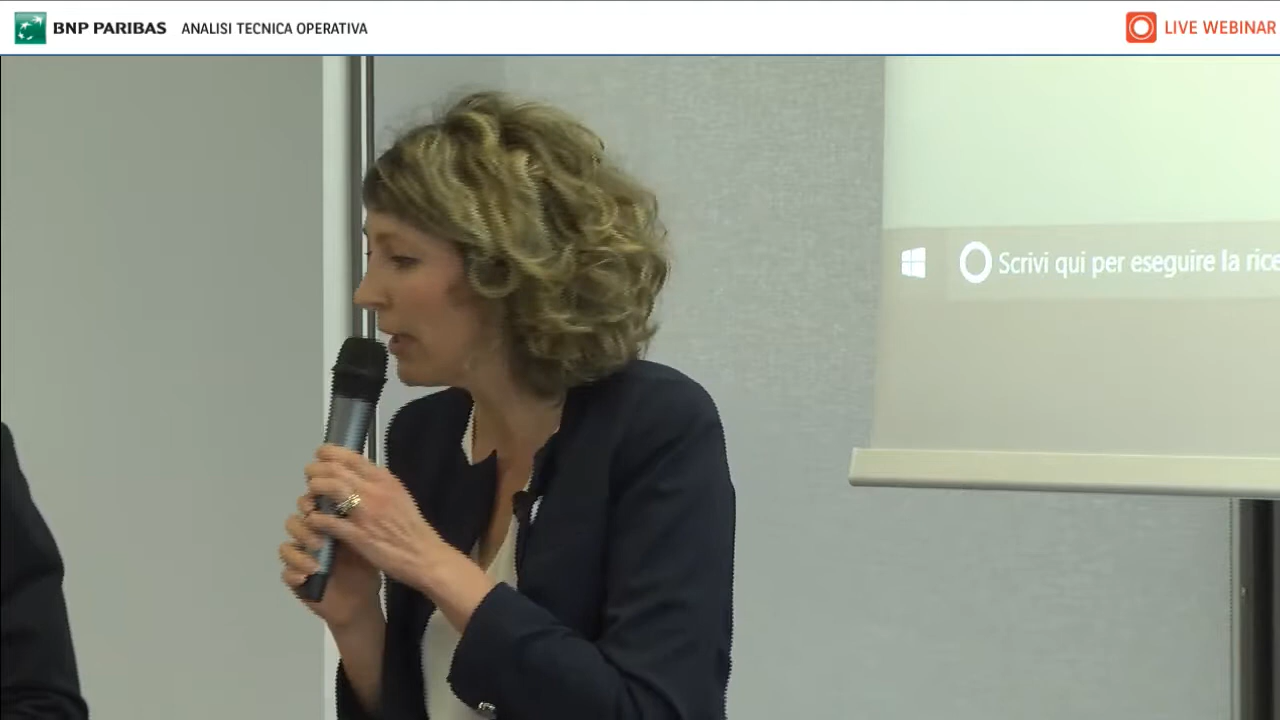 BNP PARIBAS ANALISI TECNICA OPERATIVA
LIVE WEBINAR
Scrivi qui per eseguire la rice